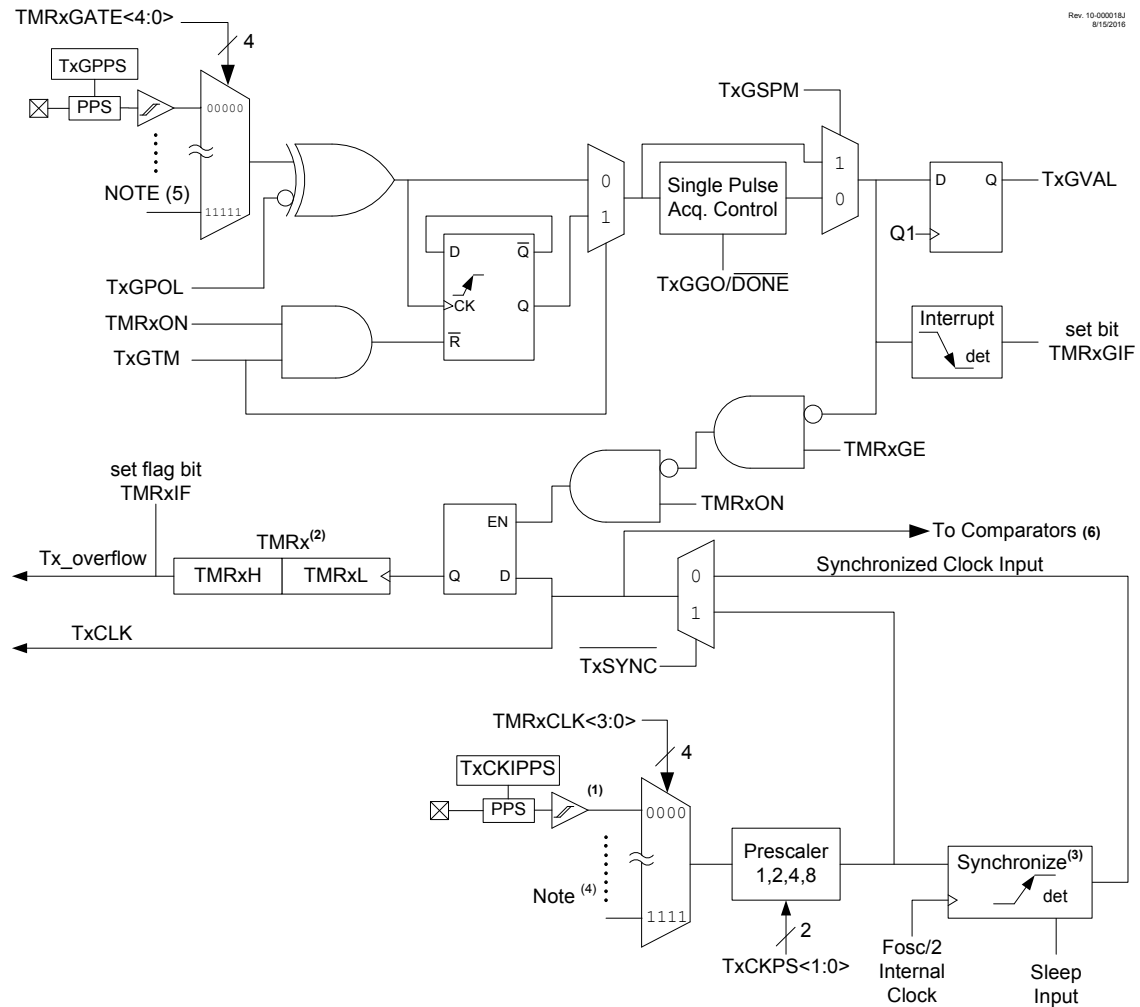 Rev. 10-000018J
8/15/2016
TMRxGATE<4:0>
4
TxGPPS
PPS
00000
NOTE (5)
11111
TxGPOL
TMRxON
TxGTM
D
Q
CK
Q
R
0
1
TxGSPM
Single Pulse
Acq. Control
TxGGO/DONE
1
0
D
Q
Q1
TxGVAL
Interrupt
det
set bit
TMRxGIF
TMRxGE
TMRxON
set flag bit
TMRxIF
Tx_overflow
TMRx(2)
TMRxH
TMRxL
EN
Q
D
To Comparators (6)
Synchronized Clock Input
0
1
TxCLK
TxSYNC
TMRxCLK<3:0>
4
TxCKIPPS
PPS
(1)
0000
Note (4)
1111
Prescaler
1,2,4,8
2
TxCKPS<1:0>
Synchronize(3)
det
Fosc/2
Internal
Clock
Sleep
Input